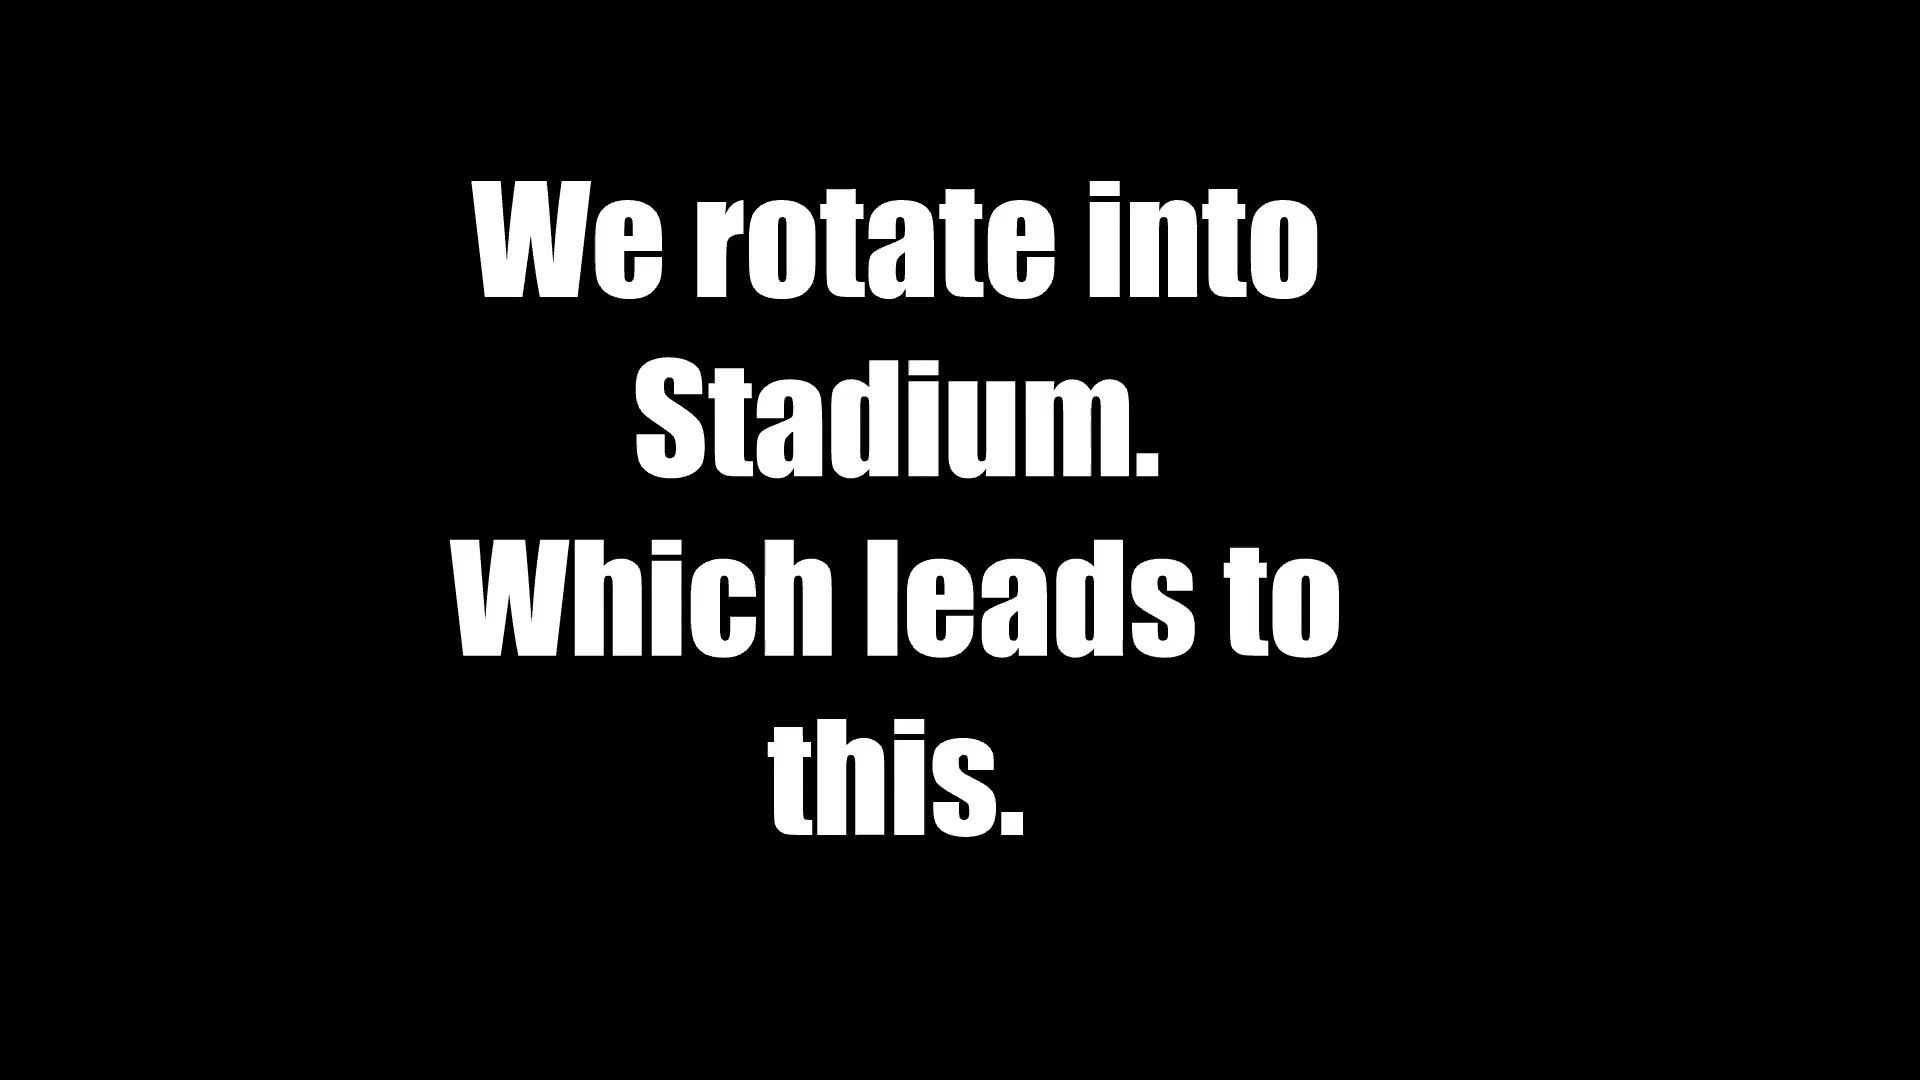 We rotate into
Stadium.
Which leads to
this.